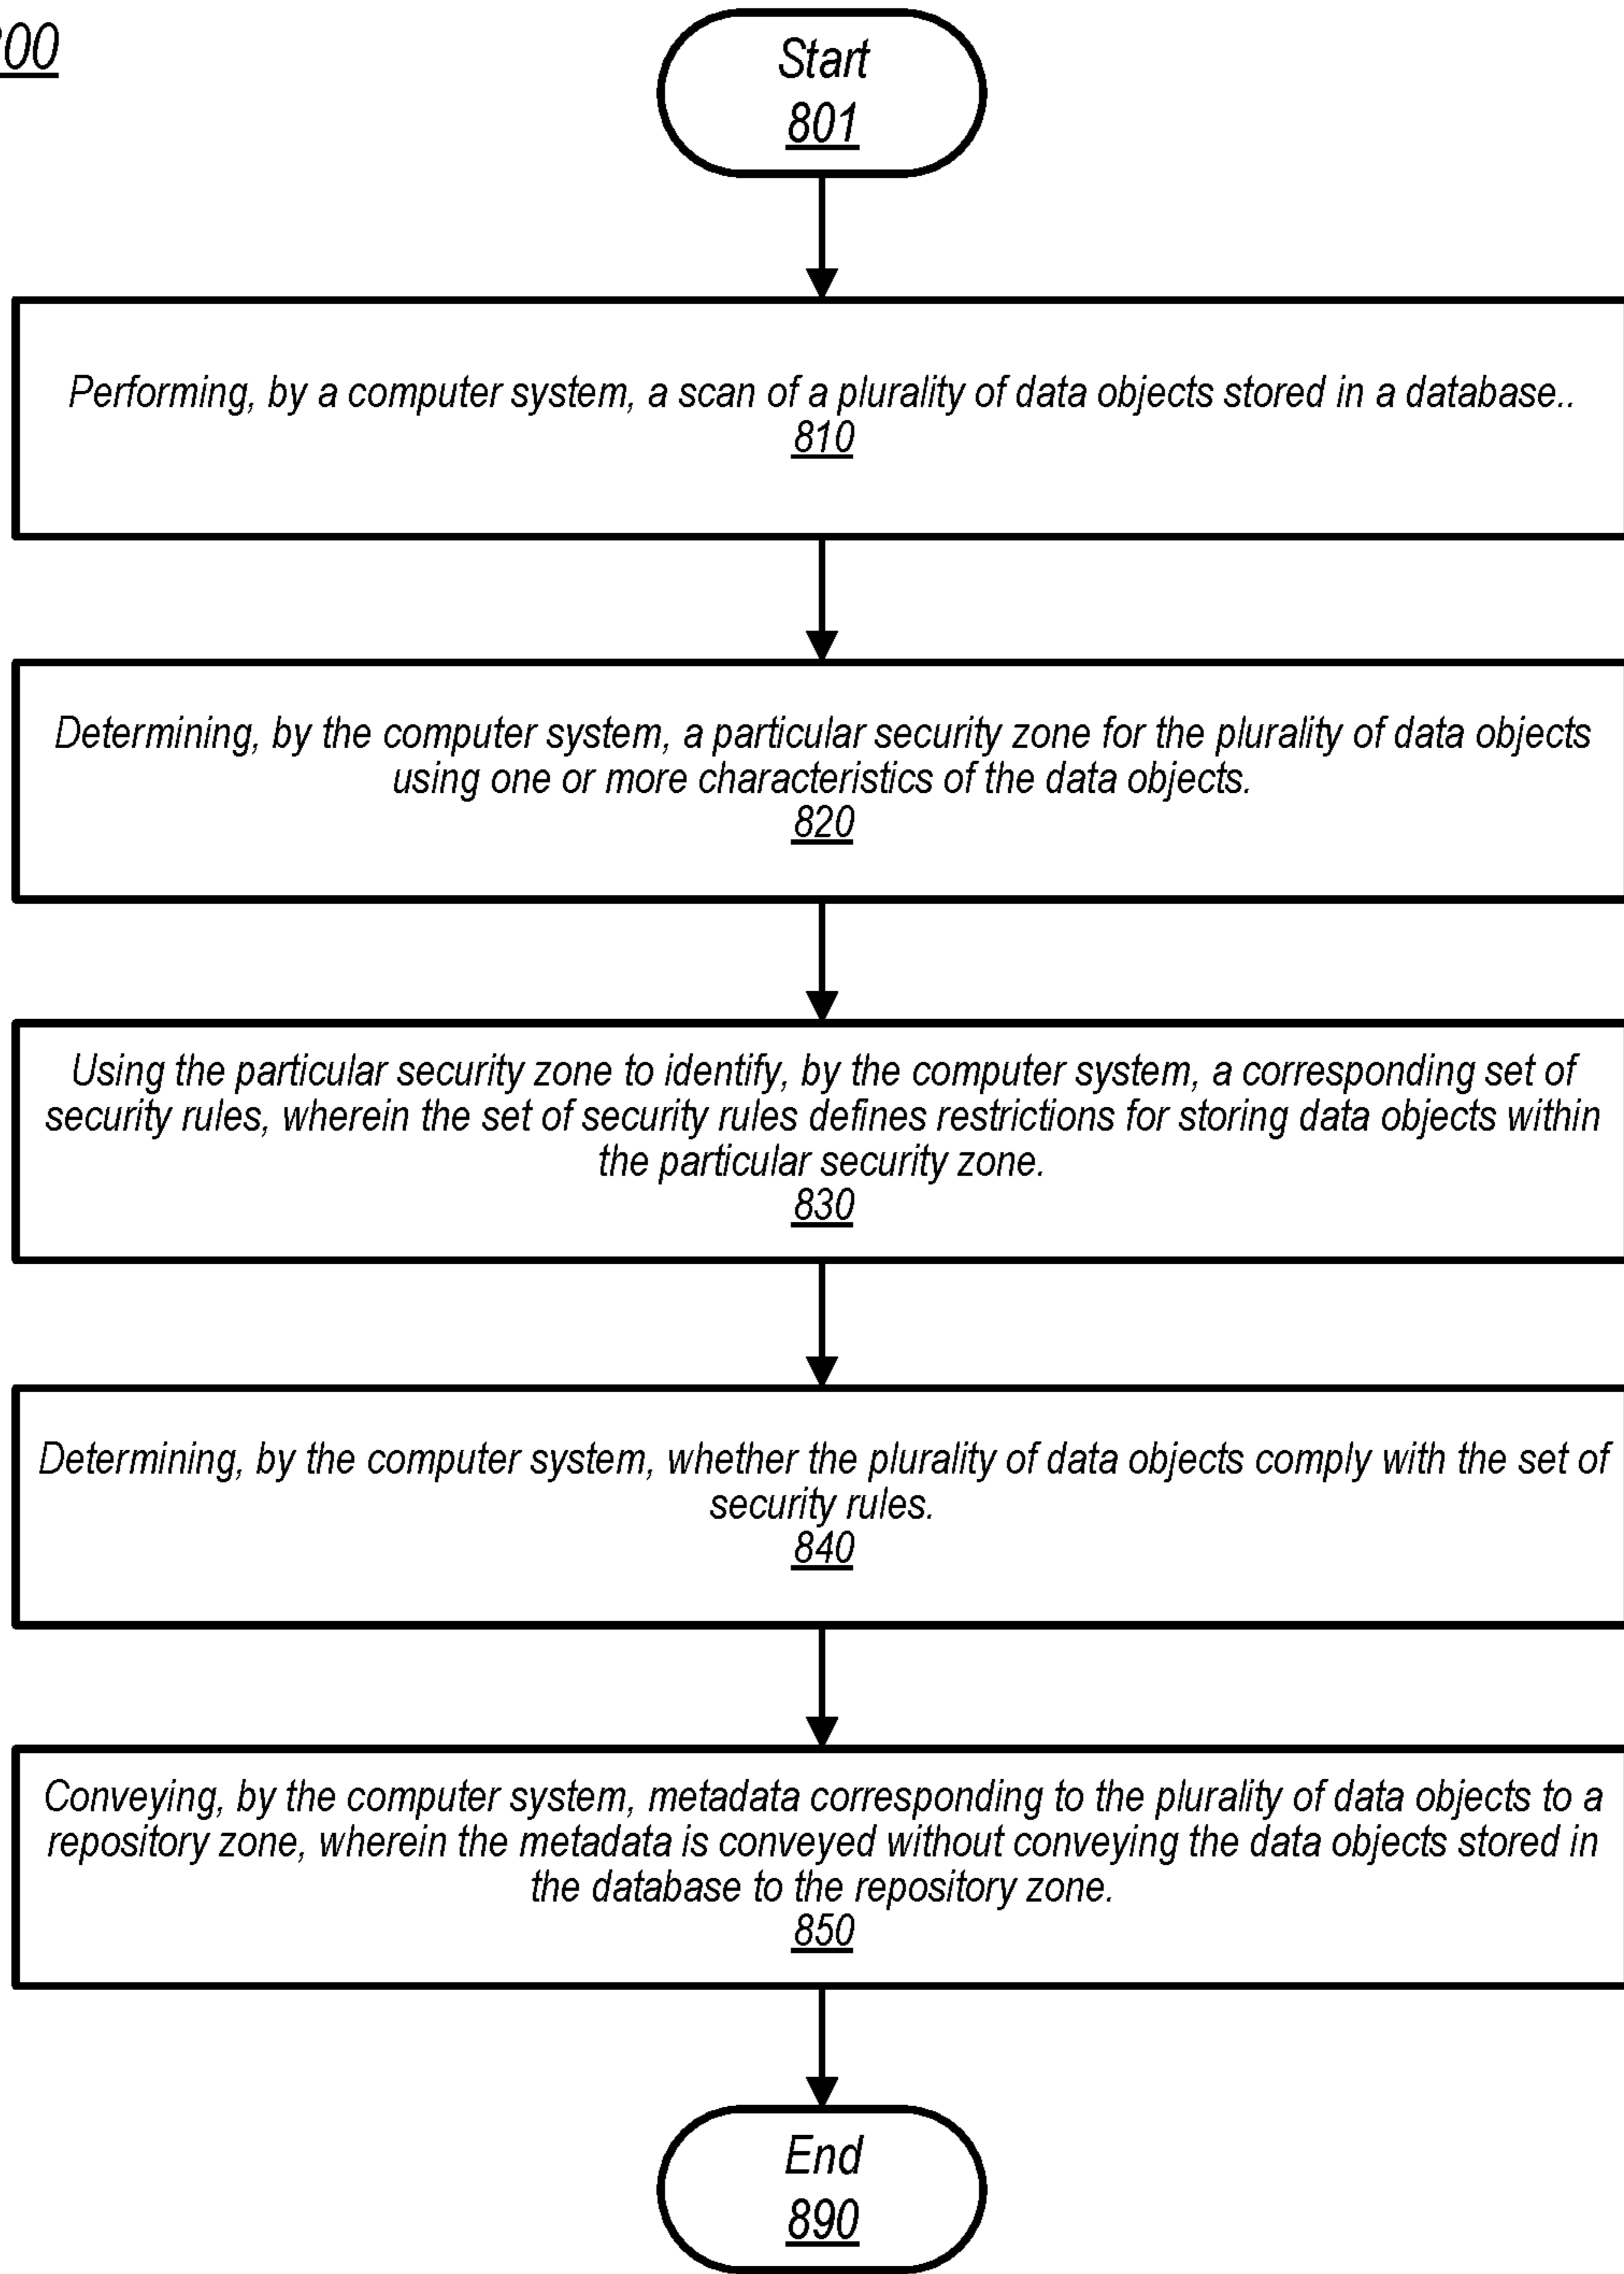 00
Start
801
Performing, by a computer system, a scan of a plurality of data objects stored in a database..
810
Determining, by the computer system, a particular security zone for the plurality of data objects
using one or more characteristics of the data objects.
820
Using the particular security zone to identify, by the computer system, a corresponding set of
security rules, wherein the set of security rules defines restrictions for storing data objects within
the particular security zone.
830
Determining, by the computer system, whether the plurality of data objects comply with the set of
security rules.
840
Conveying, by the computer system, metadata corresponding to the plurality of data objects to a
repository zone, wherein the metadata is conveyed without conveying the data objects stored in
the database to the repository zone.
850
End
890